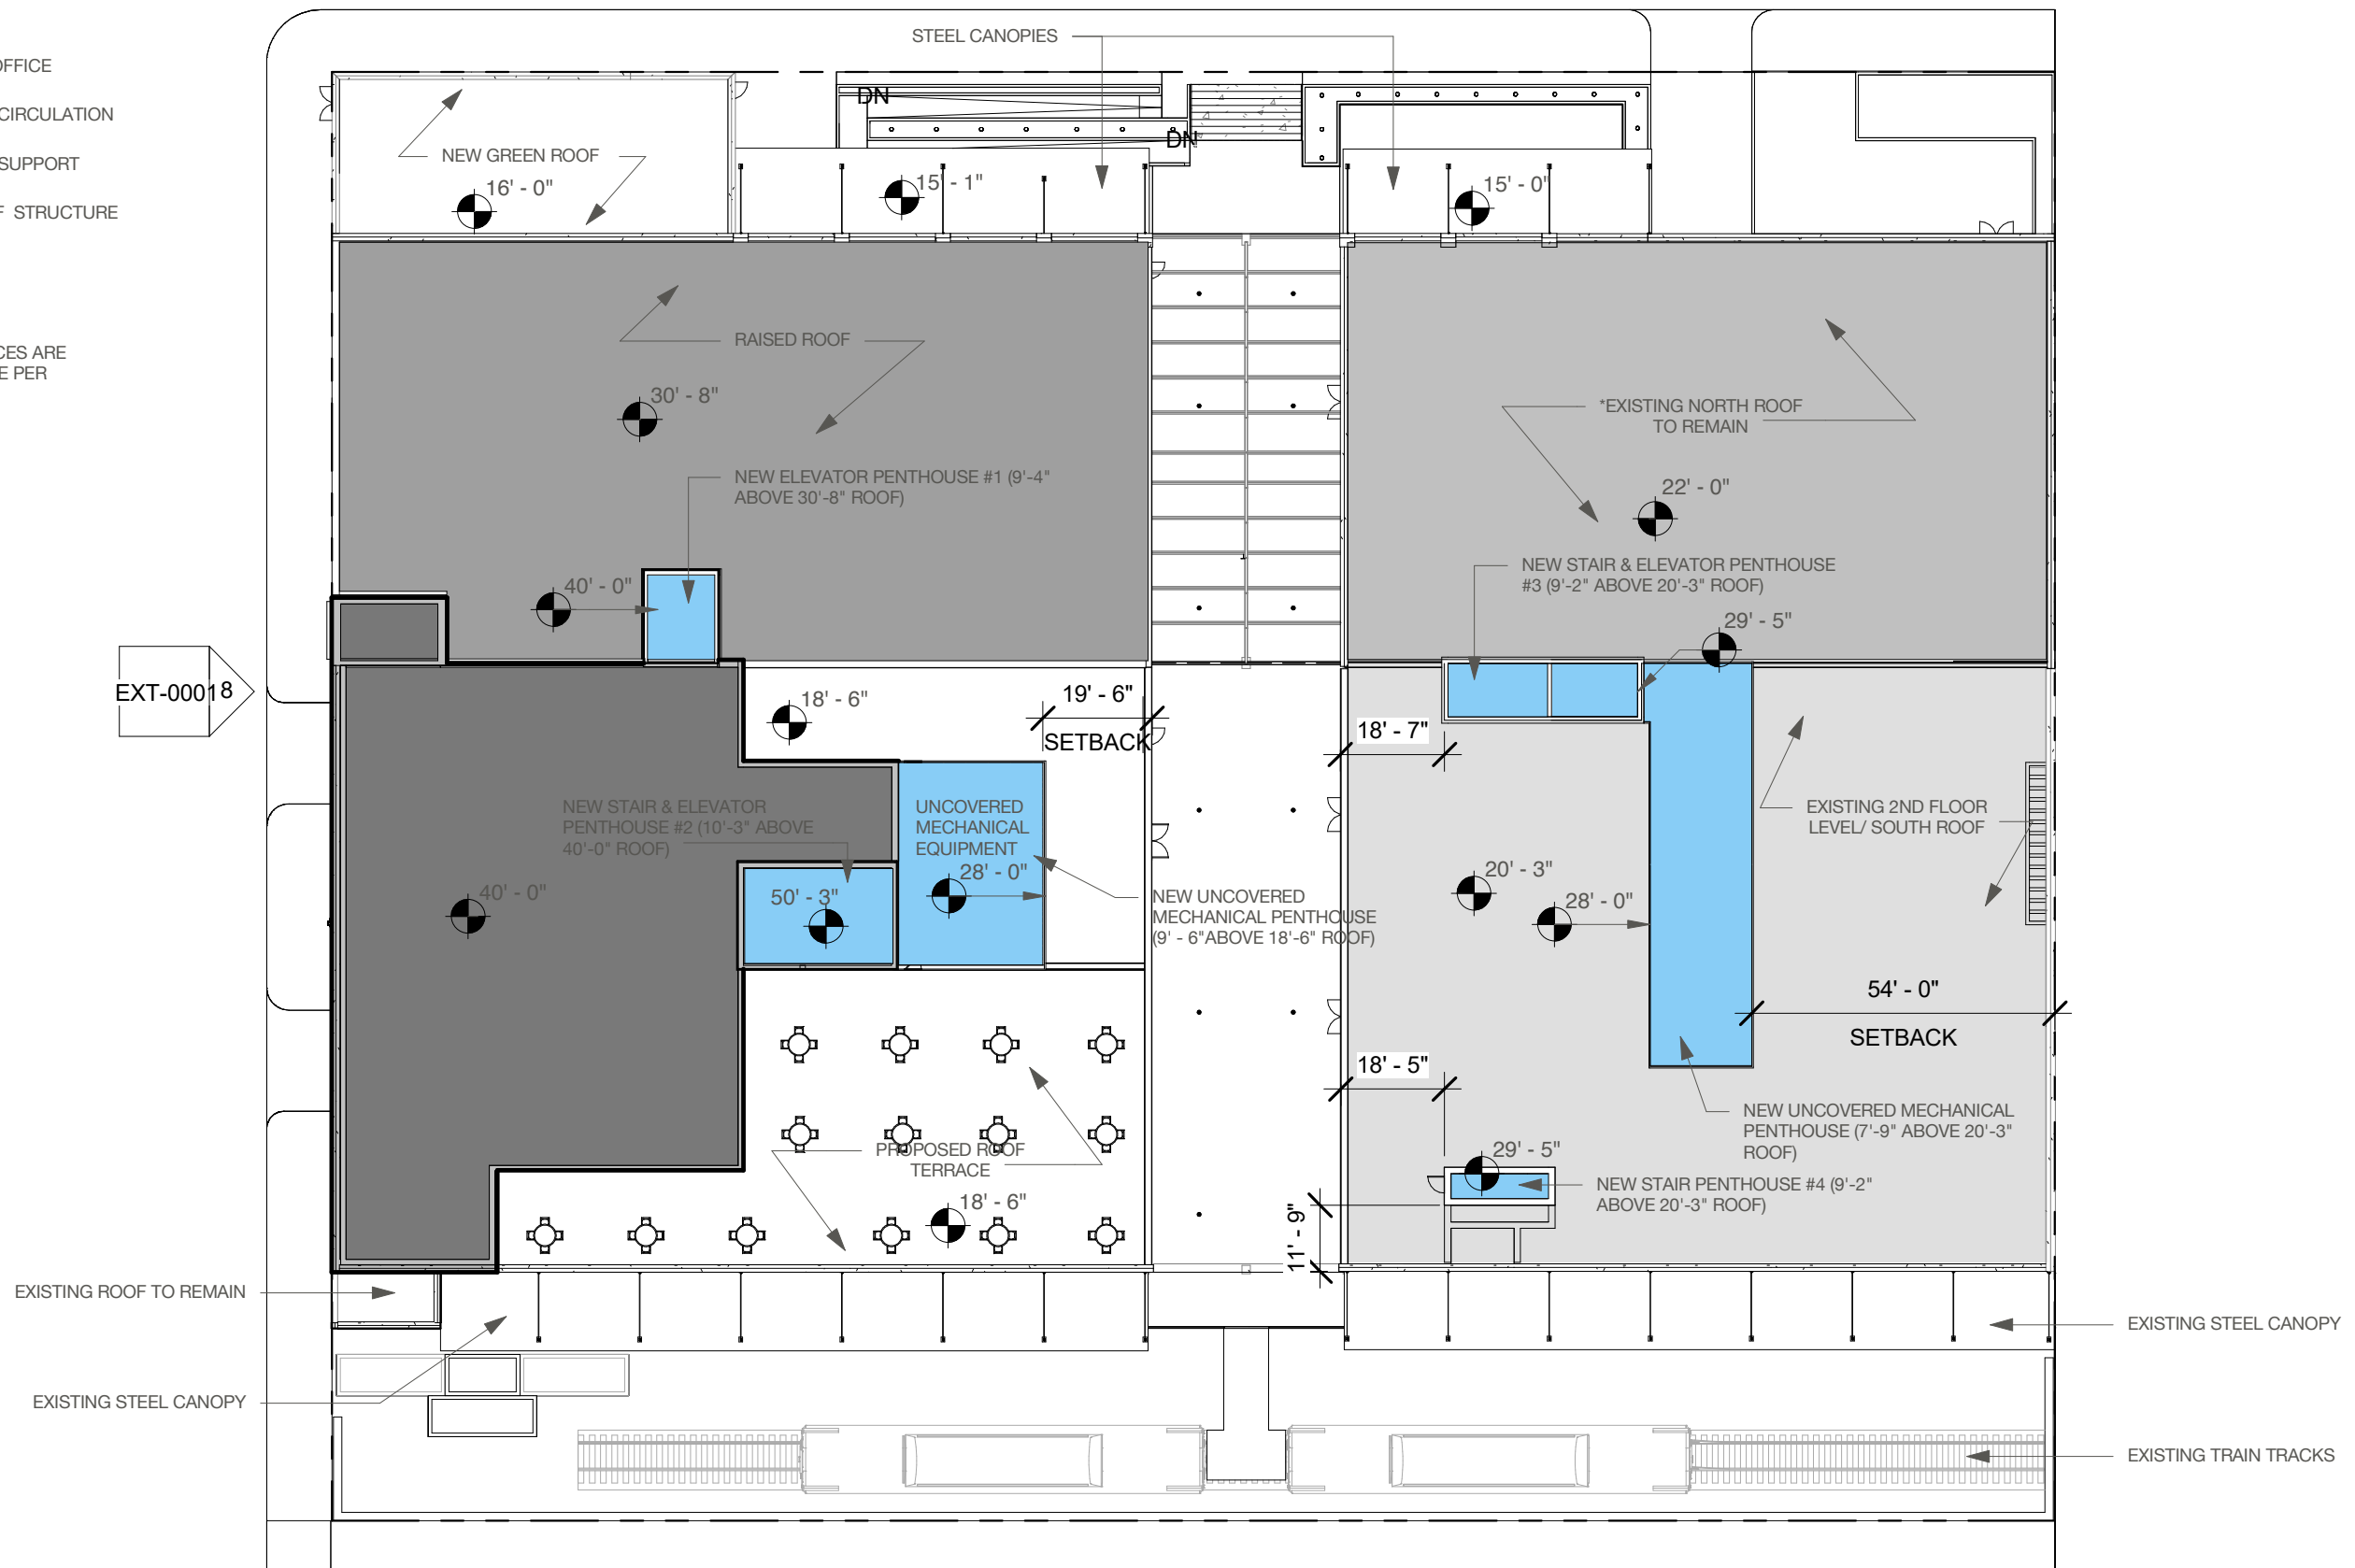 OFFICE
CIRCULATION
SUPPORT
STRUCTURE
ARE
PER
STEEL CANOPIES
DN
DN
NEW GREEN ROOF
16' - 0"
15' - 1"
15' - 0"
RAISED ROOF
30' - 8"
*EXISTING NORTH ROOF
TO REMAIN
22' - 0"
NEW ELEVATOR PENTHOUSE #1 (9'-4"
ABOVE 30'-8" ROOF)
40' - 0"
NEW STAIR & ELEVATOR PENTHOUSE
#3 (9'-2" ABOVE 20'-3" ROOF)
29' - 5"
EXT-0001
8
18' - 6"
19' - 6"
SETBACK
18' - 7"
NEW STAIR & ELEVATOR
PENTHOUSE #2 (10'-3" ABOVE
40'-0" ROOF)
UNCOVERED
MECHANICAL
EQUIPMENT
28' - 0"
EXISTING 2ND FLOOR
LEVEL/ SOUTH ROOF
40' - 0"
50' - 3"
NEW UNCOVERED
MECHANICAL PENTHOUSE
(9' - 6"ABOVE 18'-6" ROOF)
20' - 3"
28' - 0"
54' - 0"
SETBACK
18' - 5"
NEW UNCOVERED MECHANICAL
PENTHOUSE (7'-9" ABOVE 20'-3"
ROOF)
PROPOSED ROOF
TERRACE
18' - 6"
29' - 5"
NEW STAIR PENTHOUSE #4 (9'-2"
ABOVE 20'-3" ROOF)
11' - 9"
EXISTING ROOF TO REMAIN
EXISTING STEEL CANOPY
EXISTING STEEL CANOPY
EXISTING TRAIN TRACKS